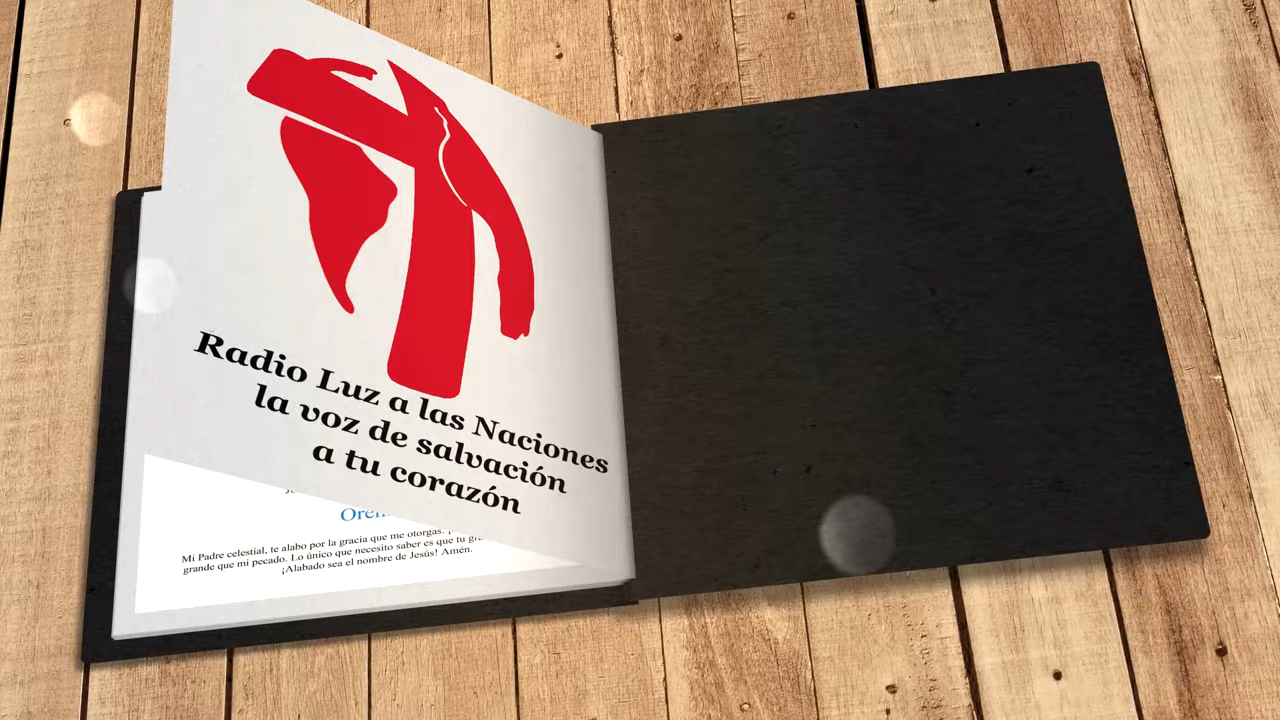 Radio Luz a las Naciones
la voz de salvación
a tu corazón
Mi Padre celestial, te alabo por la gracia que me otorgas.
grande que mi pecado. Lo único que necesito saber es que tu
¡Alabado sea el nombre de Jesús! Amén.